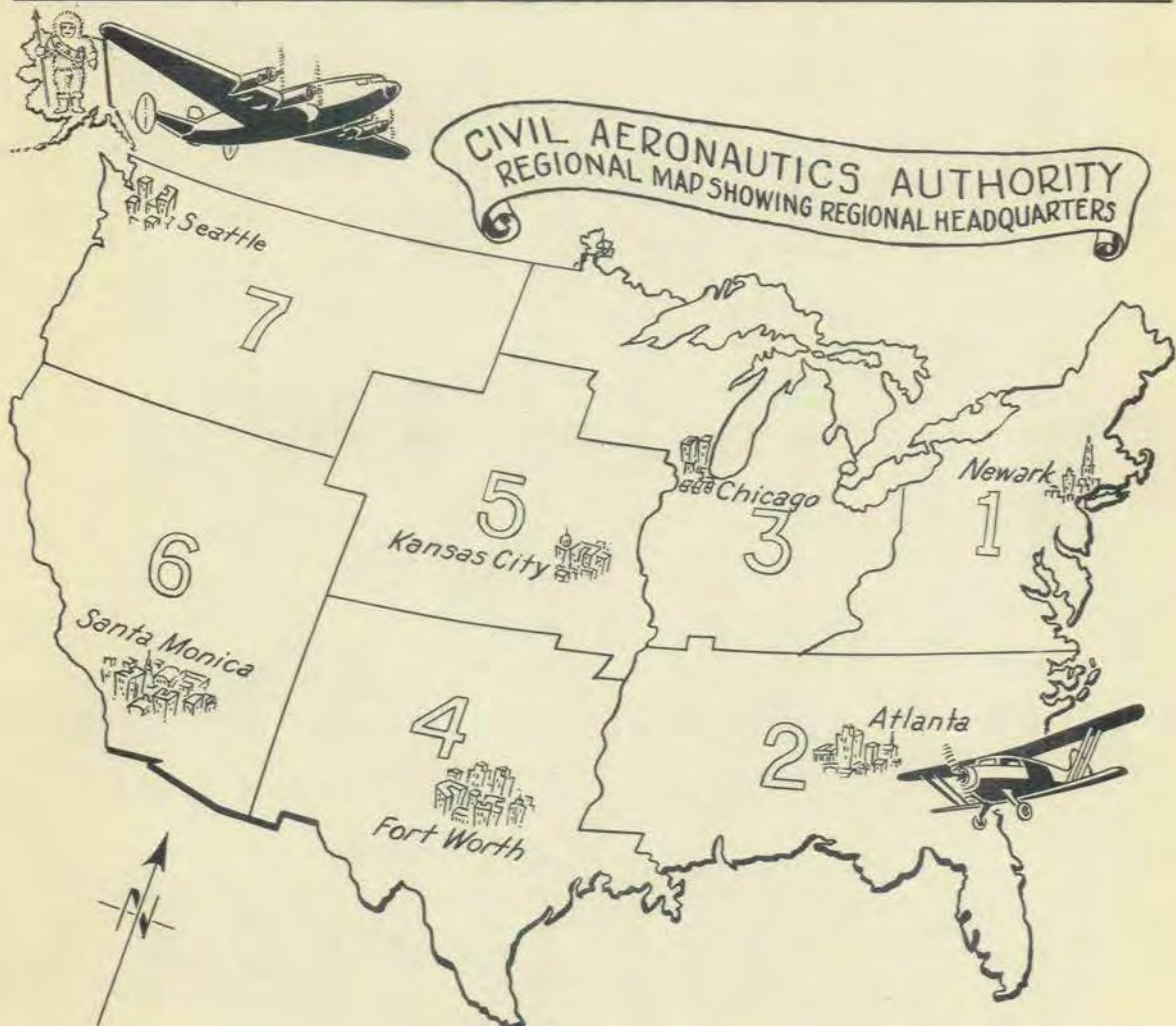 CIVIL AERONAUTICS AUTHORITY
REGIONAL MAP SHOWING REGIONAL HEADQUARTERS
Seattle
7
Newark
1
Chicago
3
5
Kansas City
6
Santa Monica
4
Fort Worth
Atlanta
2
N